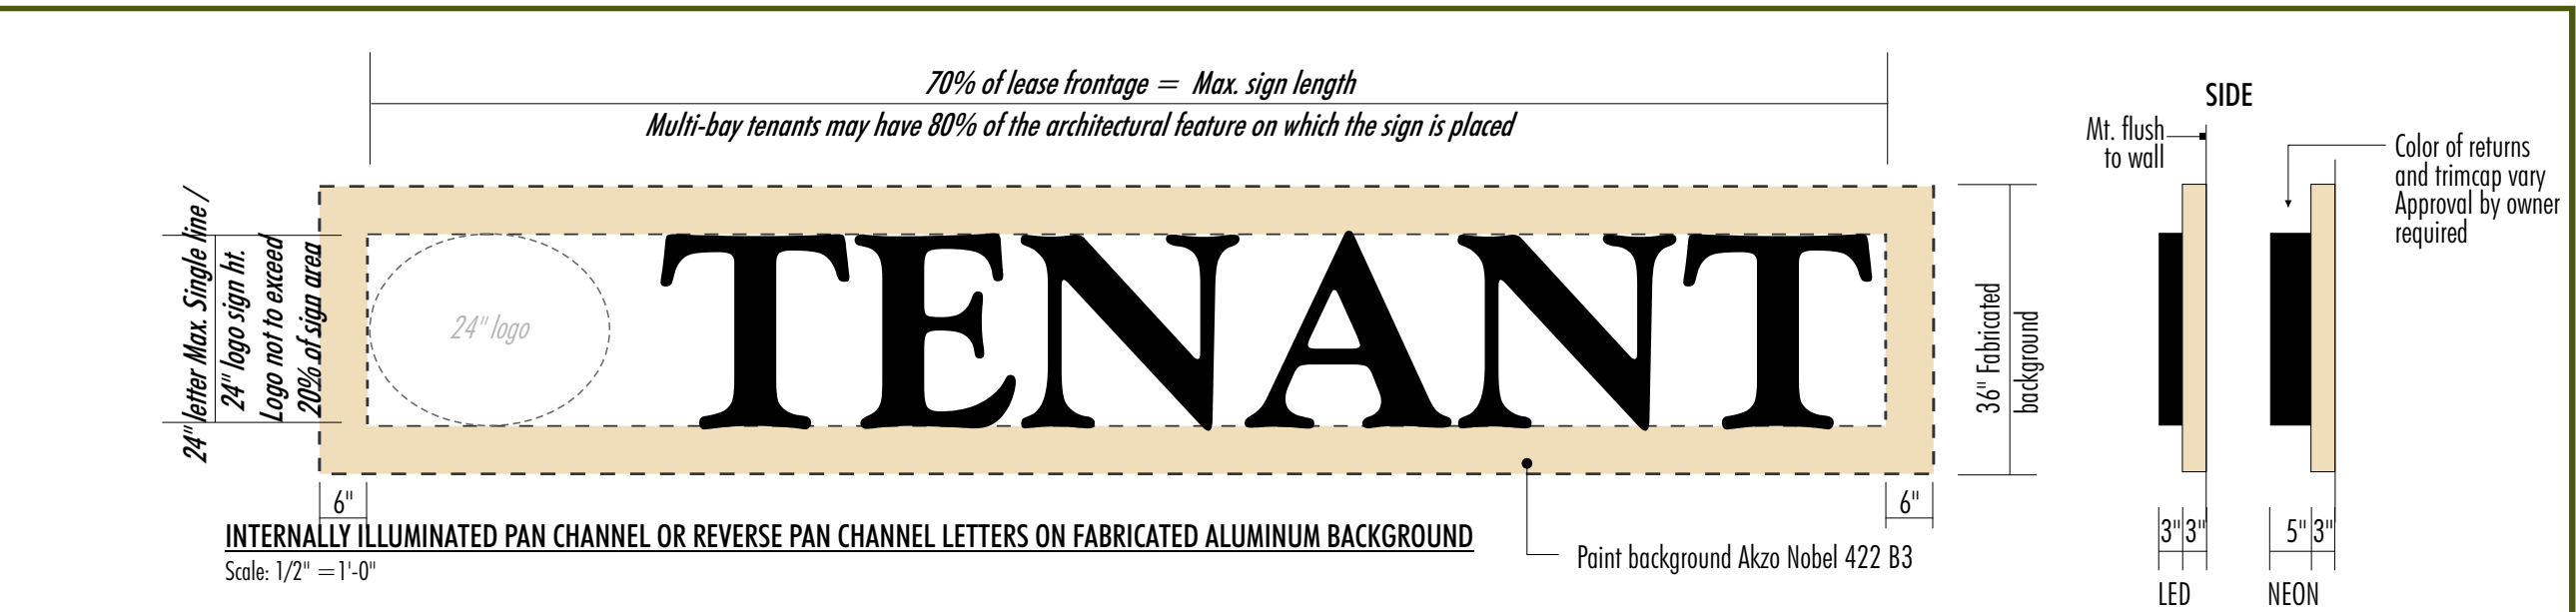 70% of lease frontage = Max. sign length
Multi-bay tenants may have 80% of the architectural feature on which the sign is placed
SIDE
Mt. flush
to wall
Color of returns
and trimcap vary
Approval by owner
required
24" letter Max. Single line /
24" logo sign ht.
Logo not to exceed
20% of sign area
24" logo
TENANT
36" Fabricated
background
6"
6"
INTERNALLY ILLUMINATED PAN CHANNEL OR REVERSE PAN CHANNEL LETTERS ON FABRICATED ALUMINUM BACKGROUND
Scale: 1/2" =1'-0"
Paint background Akzo Nobel 422 B3
3" 3"
LED
5" 3"
NEON